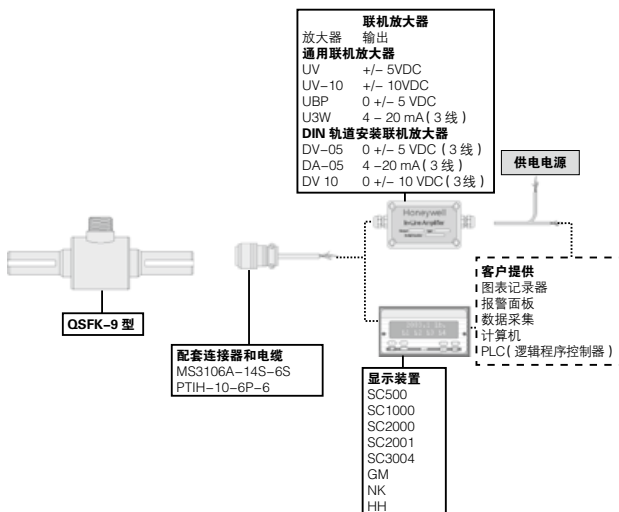 联机放大器
放大器 输出
通用联机放大器
UV +/− 5VDC
UV−10 +/− 10VDC
UBP 0 +/− 5 VDC
U3W 4 − 20 mA ( 3 线 )
DIN 轨道安装联机放大器
DV−05 0 +/− 5 VDC ( 3 线 )
DA−05 4 −20 mA ( 3 线 )
DV 10 0 +/− 10 VDC ( 3 线 )
供电电源
Honeywell
In-Line Amplifier
QSFK−9 型
配套连接器和电缆
MS3106A−14S−6S
PTIH−10−6P−6
客户提供
图表记录器
报警面板
数据采集
计算机
PLC( 逻辑程序控制器 )
显示装置
SC500
SC1000
SC2000
SC2001
SC3004
GM
NK
HH